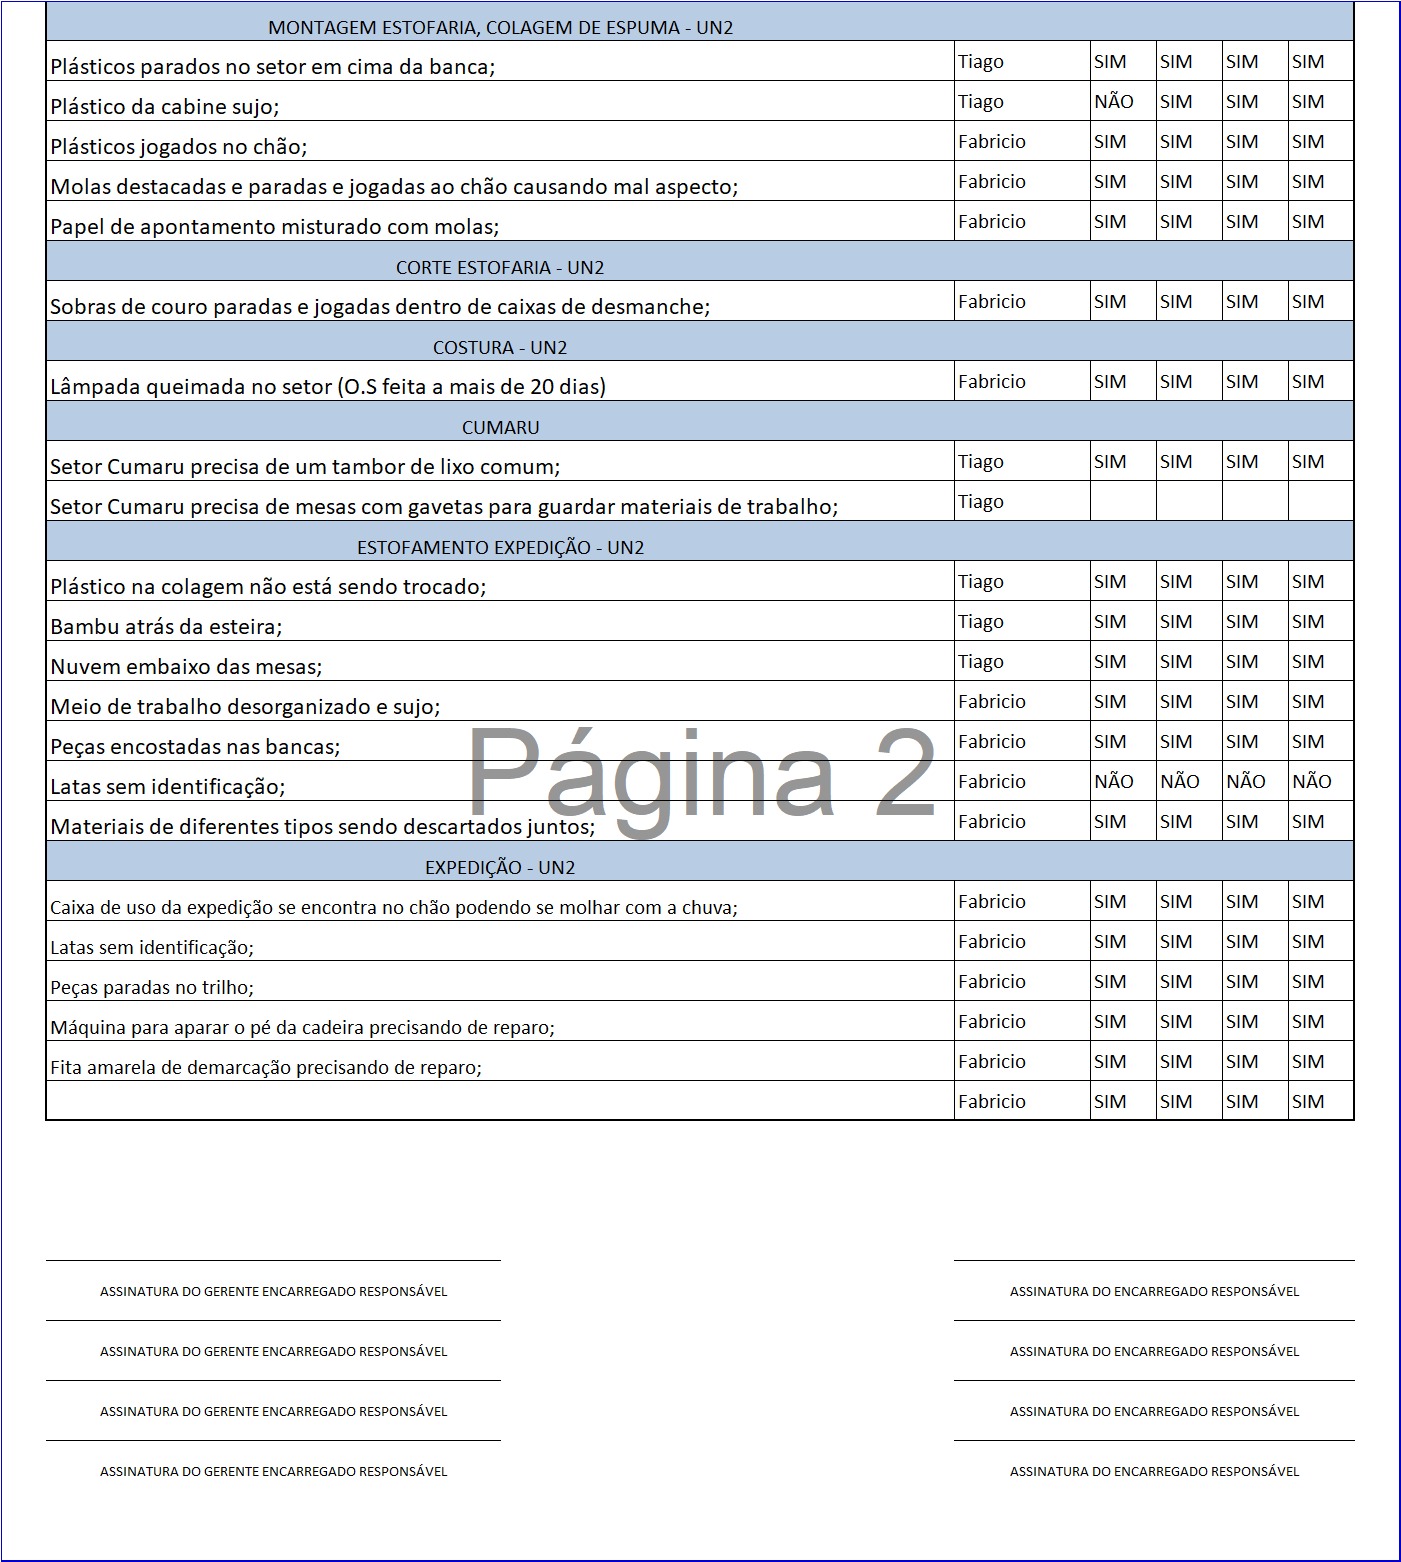 MONTAGEM ESTOFARIA, COLAGEM DE ESPUMA - UN2
Plásticos parados no setor em cima da banca; Tiago SIM SIM SIM SIM
Plástico da cabine sujo; Tiago NÃO SIM SIM SIM
Plásticos jogados no chão; Fabricio SIM SIM SIM SIM
Molas destacadas e paradas e jogadas ao chão causando mal aspecto; Fabricio SIM SIM SIM SIM
Papel de apontamento misturado com molas; Fabricio SIM SIM SIM SIM
CORTE ESTOFARIA - UN2
Sobras de couro paradas e jogadas dentro de caixas de desmanche; Fabricio SIM SIM SIM SIM
COSTURA - UN2
Lâmpada queimada no setor (O.S feita a mais de 20 dias) Fabricio SIM SIM SIM SIM
CUMARU
Setor Cumaru precisa de um tambor de lixo comum; Tiago SIM SIM SIM SIM
Setor Cumaru precisa de mesas com gavetas para guardar materiais de trabalho; Tiago
ESTOFAMENTO EXPEDIÇÃO - UN2
Plástico na colagem não está sendo trocado; Tiago SIM SIM SIM SIM
Bambu atrás da esteira; Tiago SIM SIM SIM SIM
Nuvem embaixo das mesas; Tiago SIM SIM SIM SIM
Meio de trabalho desorganizado e sujo; Fabricio SIM SIM SIM SIM
Peças encostadas nas bancas; Fabricio SIM SIM SIM SIM
Página 2
Latas sem identificação; Fabricio NÃO NÃO NÃO NÃO
Materiais de diferentes tipos sendo descartados juntos; Fabricio SIM SIM SIM SIM
EXPEDIÇÃO - UN2
Caixa de uso da expedição se encontra no chão podendo se molhar com a chuva; Fabricio SIM SIM SIM SIM
Latas sem identificação; Fabricio SIM SIM SIM SIM
Peças paradas no trilho; Fabricio SIM SIM SIM SIM
Máquina para aparar o pé da cadeira precisando de reparo; Fabricio SIM SIM SIM SIM
Fita amarela de demarcação precisando de reparo; Fabricio SIM SIM SIM SIM
Fabricio SIM SIM SIM SIM
ASSINATURA DO GERENTE ENCARREGADO RESPONSÁVEL ASSINATURA DO ENCARREGADO RESPONSÁVEL
ASSINATURA DO GERENTE ENCARREGADO RESPONSÁVEL ASSINATURA DO ENCARREGADO RESPONSÁVEL
ASSINATURA DO GERENTE ENCARREGADO RESPONSÁVEL ASSINATURA DO ENCARREGADO RESPONSÁVEL
ASSINATURA DO GERENTE ENCARREGADO RESPONSÁVEL ASSINATURA DO ENCARREGADO RESPONSÁVEL